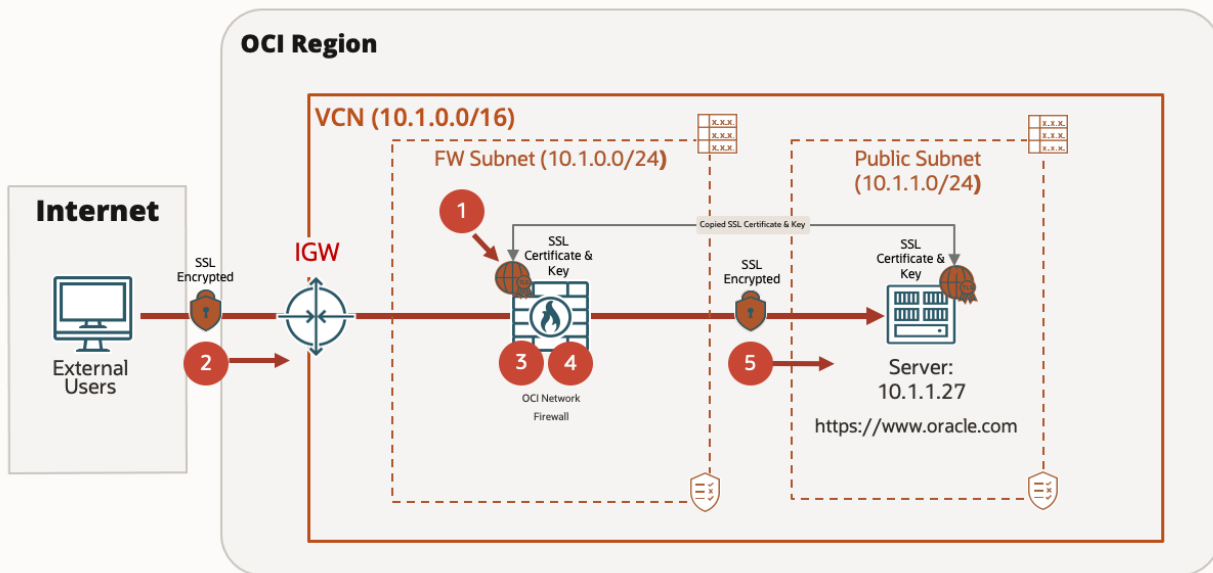 OCI Region
VCN (10.1.0.0/16)
FW Subnet (10.1.0.0/24)
Public Subnet
(10.1.1.0/24)
x.x.x.
x.x.x.
x.x.x.
x.x.x.
x.x.x.
x.x.x.
Internet
1
Copied SSL Certificate & Key
IGW
SSL
Encrypted
SSL
Certificate &
Key
SSL
Encrypted
SSL
Certificate &
Key
External
Users
2
3
4
5
OCI Network
Firewall
Server:
10.1.1.27
https://www.oracle.com